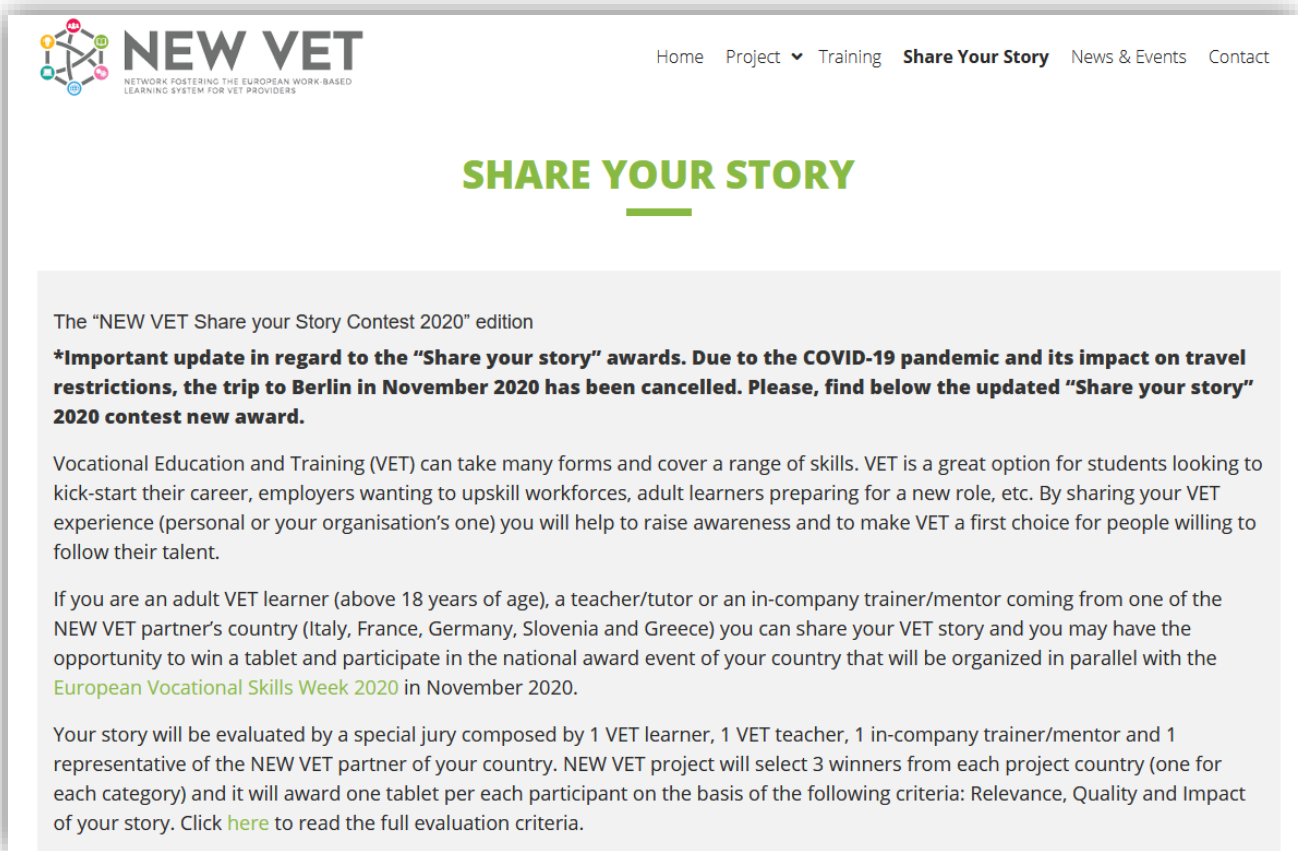 NEW VET
NETWORK FOSTERING THE EUROPEAN WORK-BASED
LEARNING SYSTEM FOR VET PROVIDERS
Home Project Training Share Your Story News & Events Contact
SHARE YOUR STORY
The “NEW VET Share your Story Contest 2020” edition
*Important update in regard to the “Share your story” awards. Due to the COVID-19 pandemic and its impact on travel
restrictions, the trip to Berlin in November 2020 has been cancelled. Please, find below the updated “Share your story”
2020 contest new award.
Vocational Education and Training (VET) can take many forms and cover a range of skills. VET is a great option for students looking to
kick-start their career, employers wanting to upskill workforces, adult learners preparing for a new role, etc. By sharing your VET
experience (personal or your organisation’s one) you will help to raise awareness and to make VET a first choice for people willing to
follow their talent.
If you are an adult VET learner (above 18 years of age), a teacher/tutor or an in-company trainer/mentor coming from one of the
NEW VET partner’s country (Italy, France, Germany, Slovenia and Greece) you can share your VET story and you may have the
opportunity to win a tablet and participate in the national award event of your country that will be organized in parallel with the
European Vocational Skills Week 2020 in November 2020.
Your story will be evaluated by a special jury composed by 1 VET learner, 1 VET teacher, 1 in-company trainer/mentor and 1
representative of the NEW VET partner of your country. NEW VET project will select 3 winners from each project country (one for
each category) and it will award one tablet per each participant on the basis of the following criteria: Relevance, Quality and Impact
of your story. Click here to read the full evaluation criteria.